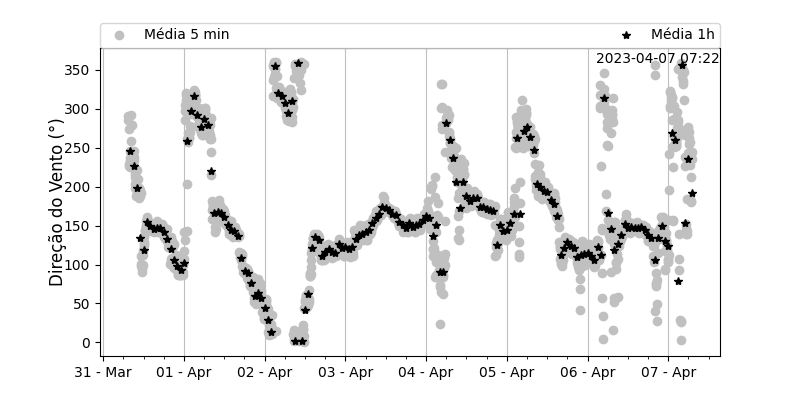 Média 5 min
Média 1h
2023-04-07 07:22
Direção do Vento (°)
350
300
250
200
150
100
50
0
31 - Mar
01 - Apr
02 - Apr
03 - Apr
04 - Apr
05 - Apr
06 - Apr
07 - Apr